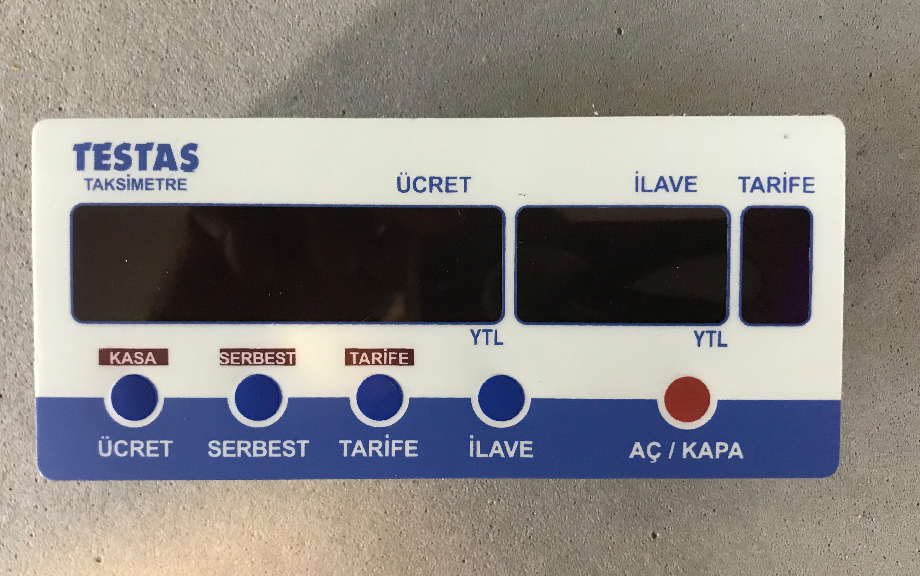 TESTAS
TAKSİMETRE
ÜCRET İLAVE TARİFE
YTL YTL
KASA SERBEST TARİFE
ÜCRET SERBEST TARİFE İLAVE AÇ / KAPA